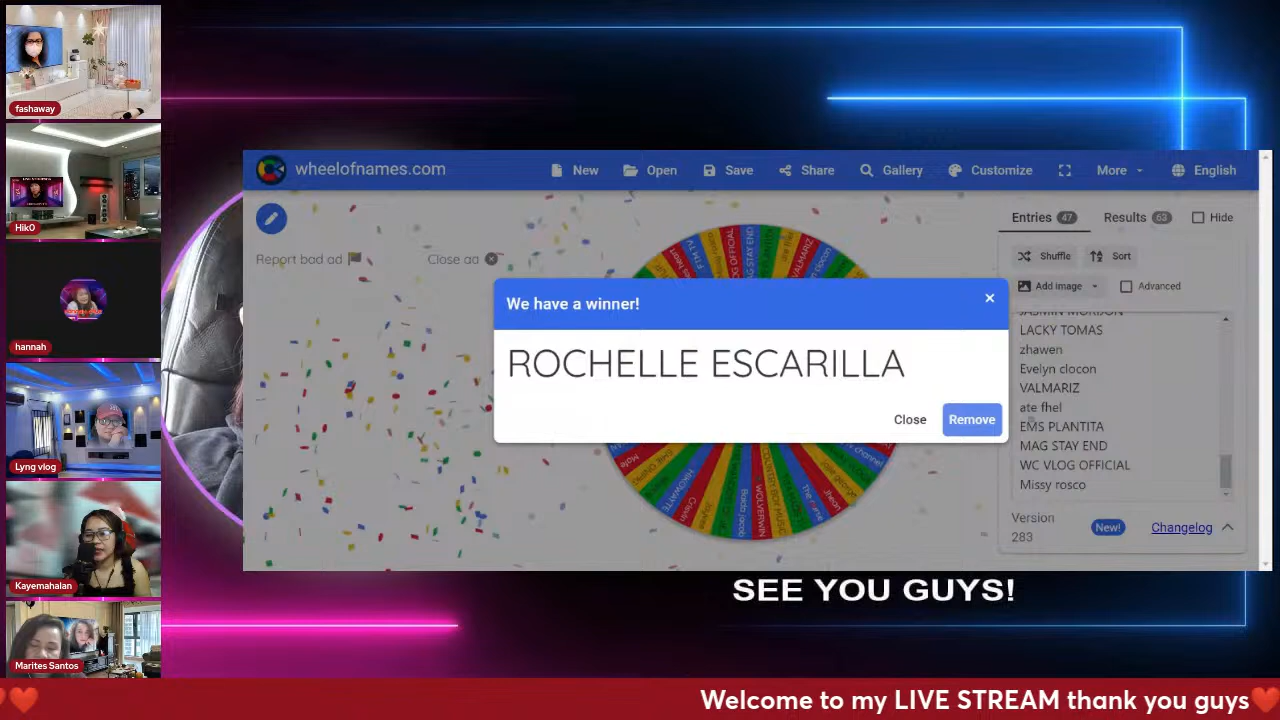 fashaway
Hik0
hannah
Lyng vlog
Kayemahalan
Marites Santos
wheelofnames.com
New
Open
Save
Share
Gallery
Customize
More
English
Report bad ad
Close ad
Entries 47
Results 63
Hide
Shuffle
Sort
Add image
Advanced
JASMIN MORISON
LACKY TOMAS
zhawen
Evelyn clocon
VALMARIZ
ate fhel
EMS PLANTITA
MAG STAY END
WC VLOG OFFICIAL
Missy rosco
Version 283
New!
Changelog
We have a winner!
ROCHELLE ESCARILLA
Close
Remove
SEE YOU GUYS!
Welcome to my LIVE STREAM thank you guys